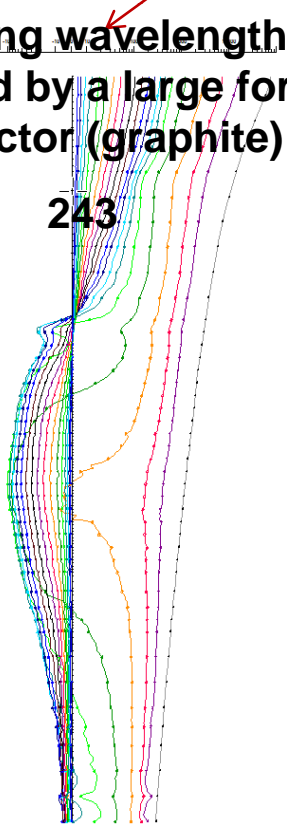 ng wavelength
d by a large for
ctor (graphite)
243